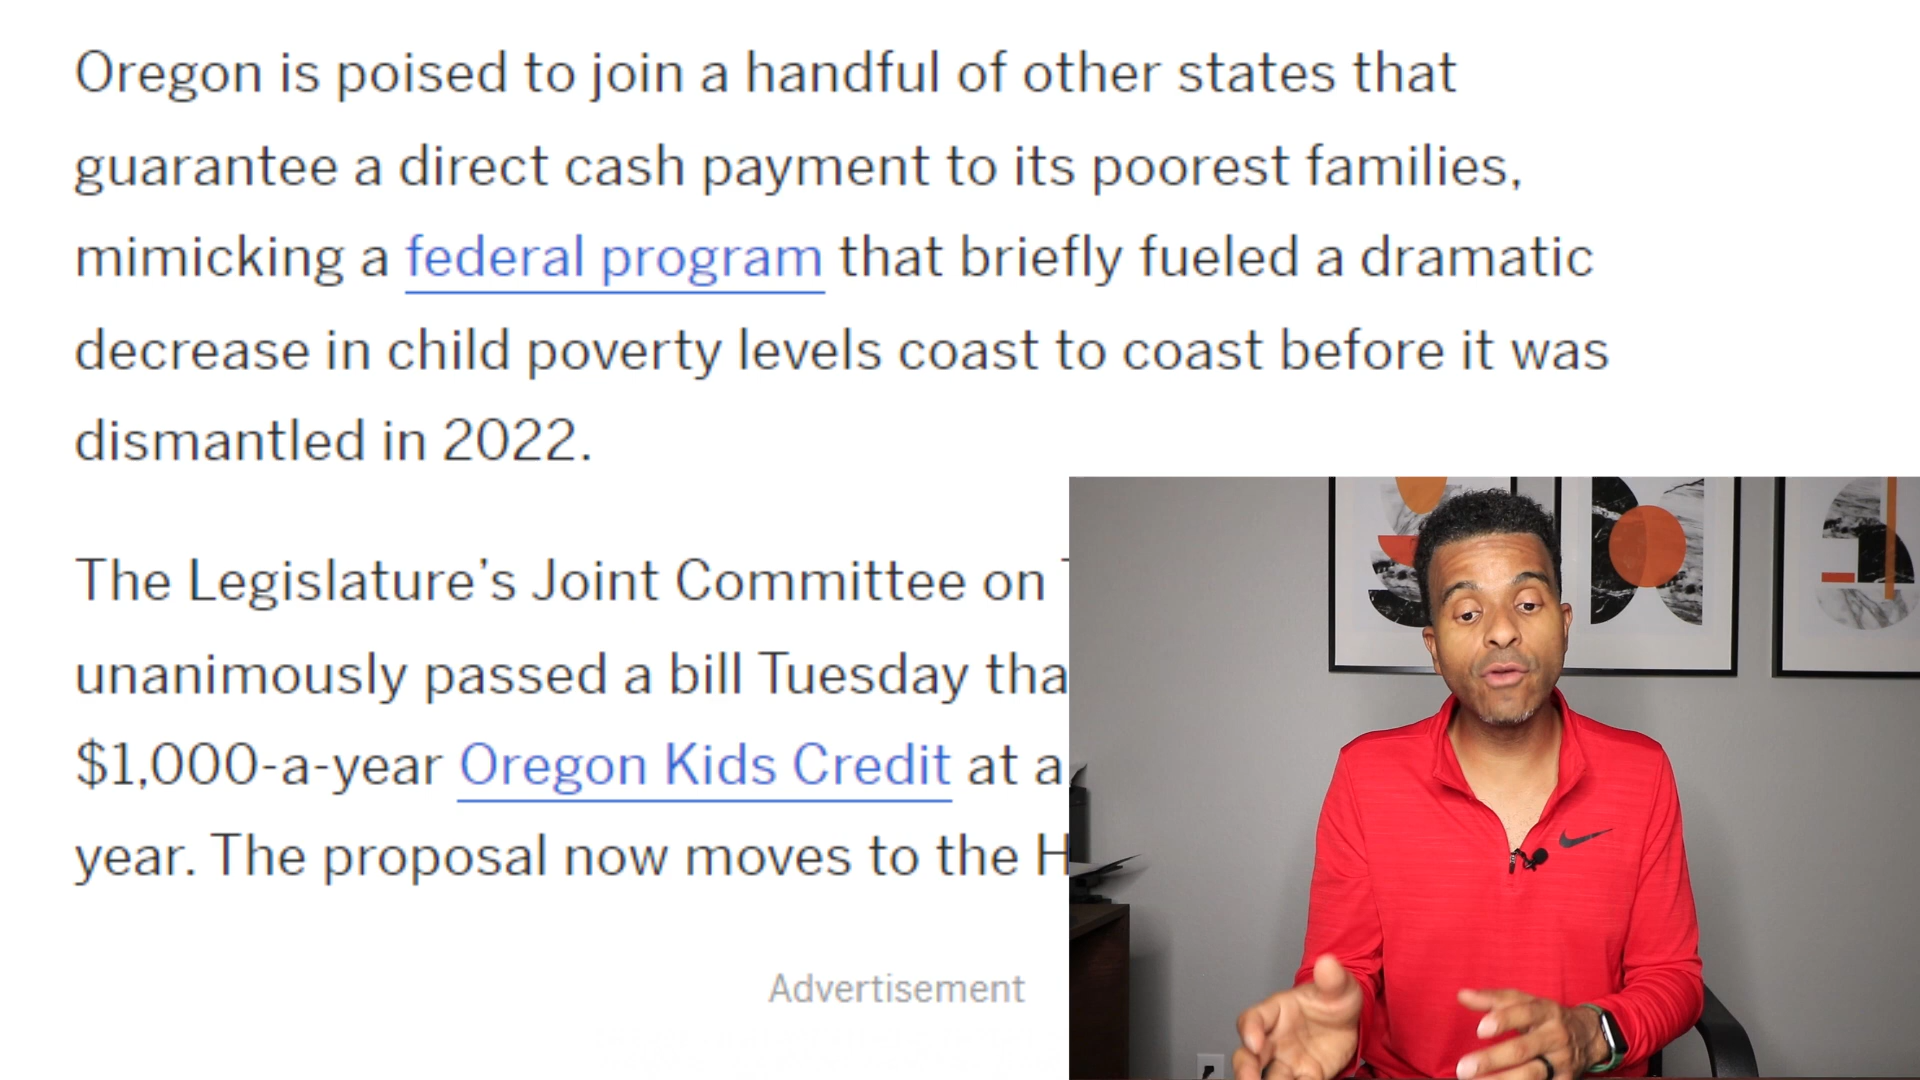 Oregon is poised to join a handful of other states that
guarantee a direct cash payment to its poorest families,
mimicking a federal program that briefly fueled a dramatic
decrease in child poverty levels coast to coast before it was
dismantled in 2022.
The Legislature’s Joint Committee on
unanimously passed a bill Tuesday tha
$1,000-a-year Oregon Kids Credit at a
year. The proposal now moves to the H
Advertisement